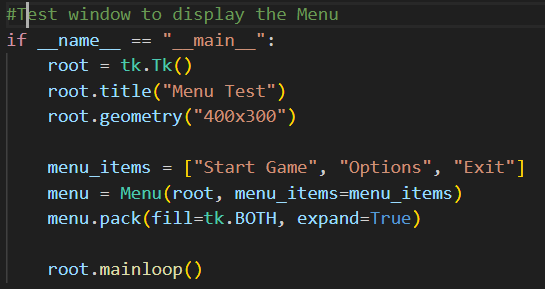 #Test window to display the Menu
if __name__ == "__main__":
    root = tk.Tk()
    root.title("Menu Test")
    root.geometry("400x300")

    menu_items = ["Start Game", "Options", "Exit"]
    menu = Menu(root, menu_items=menu_items)
    menu.pack(fill=tk.BOTH, expand=True)

    root.mainloop()